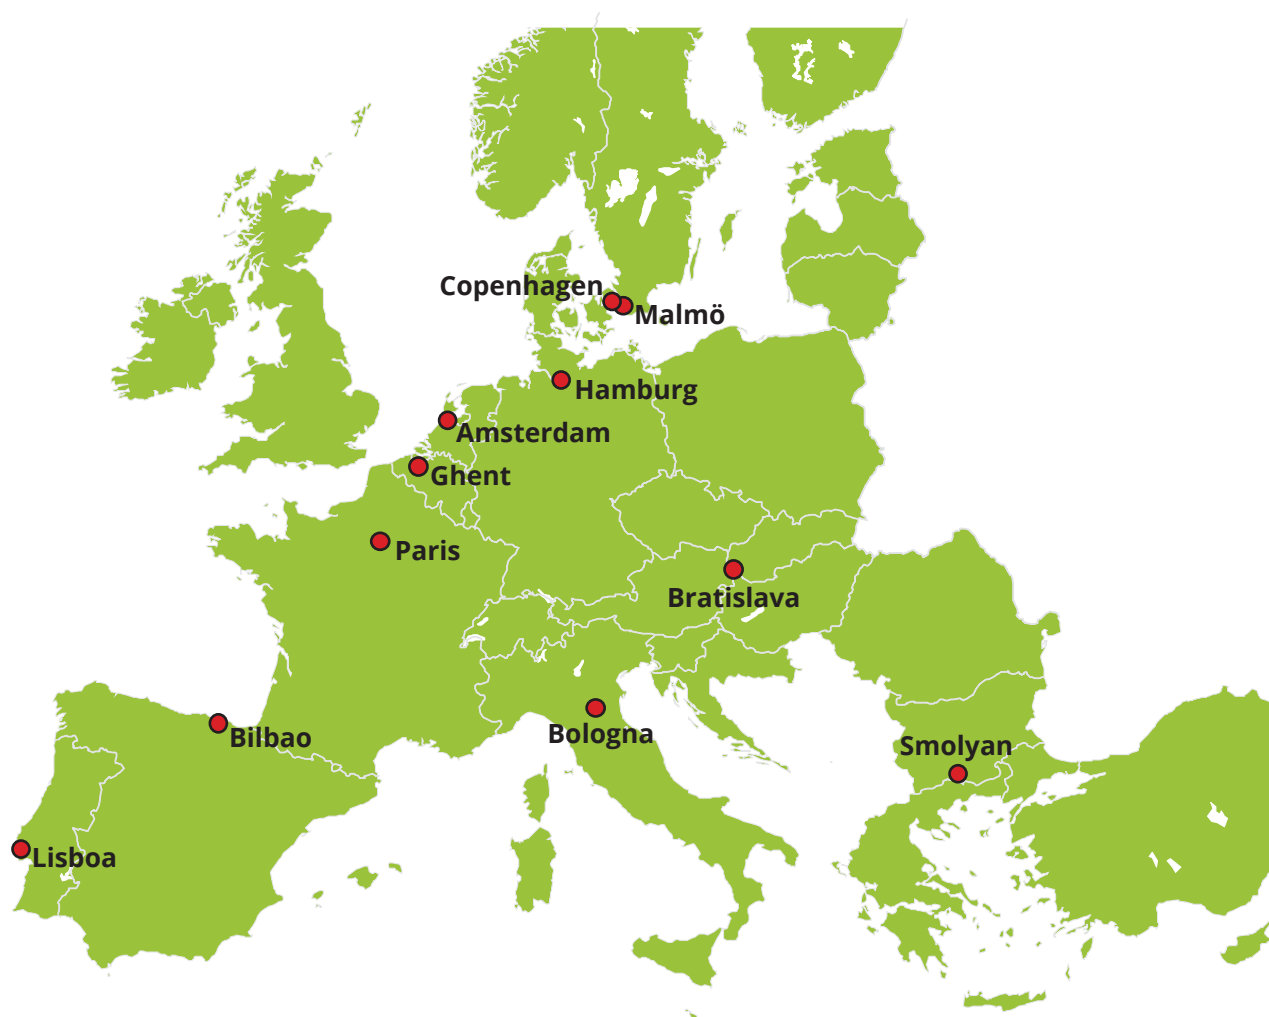 Copenhagen
Malmö
Hamburg
Amsterdam
Ghent
Paris
Bratislava
Bilbao
Bologna
Smolyan
Lisboa